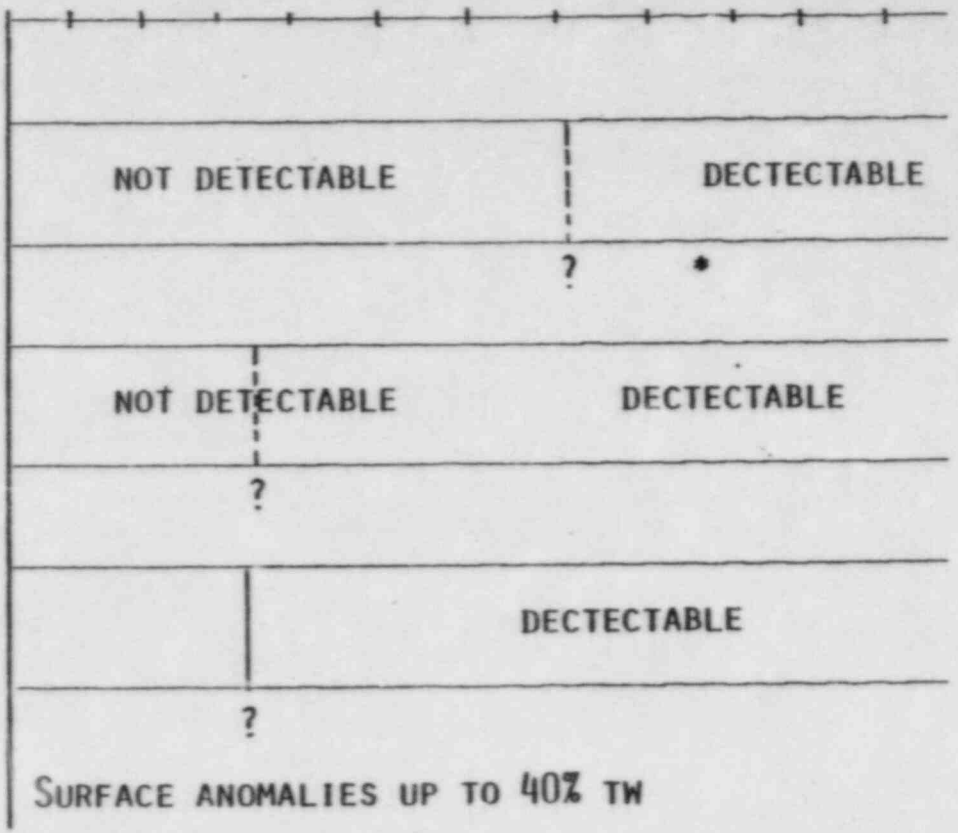 NOT DETECTABLE DECTECTABLE
? *
NOT DETECTABLE DECTECTABLE
?
DECTECTABLE
?
SURFACE ANOMALIES UP TO 40% TW